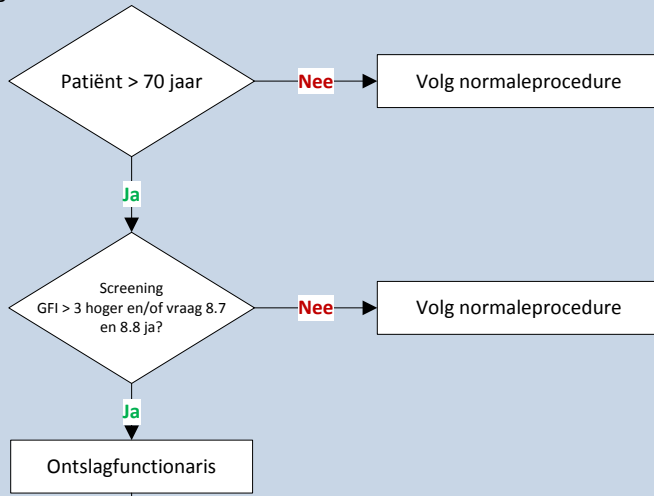 Patiënt > 70 jaar
Nee
Volg normaleprocedure
Ja
Screening
GFI > 3 hoger en/of vraag 8.7
en 8.8 ja?
Nee
Volg normaleprocedure
Ja
Ontslagfunctionaris